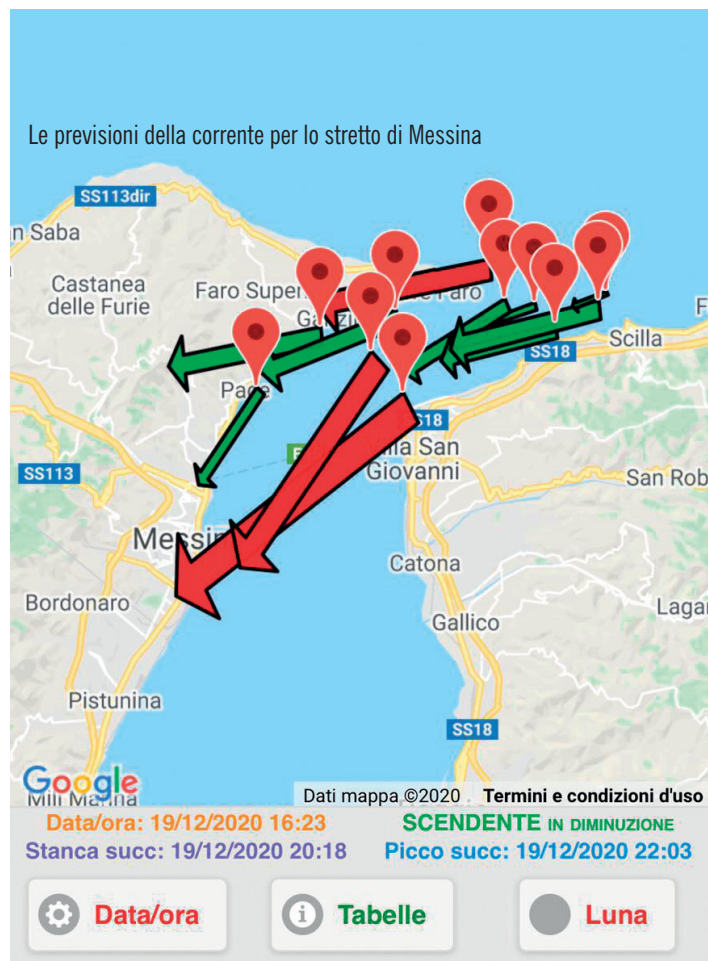 Le previsioni della corrente per lo stretto di Messina
SS113dir
n Saba
Castanea
delle Furie
Faro Super
Faro
F
Scilla
SS18
Pace
SS113
San
Giovanni
San Rob
Catona
Bordonaro
Laga
Gallico
Pistunina
SS18
Google
Mili Marina
Dati mappa ©2020 Termini e condizioni d'uso
Data/ora: 19/12/2020 16:23
SCENDENTE IN DIMINUZIONE
Stanca succ: 19/12/2020 20:18
Picco succ: 19/12/2020 22:03
Data/ora
Tabelle
Luna